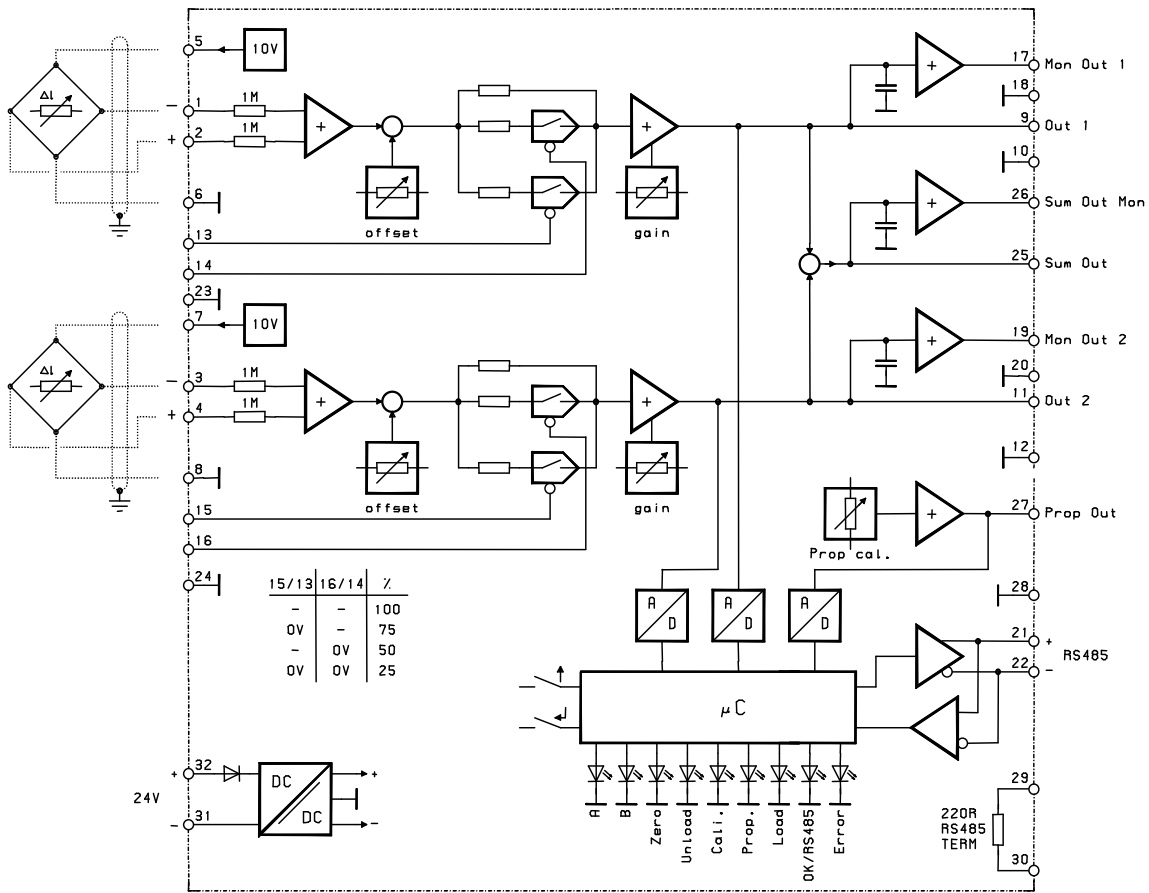 5
10V
17
Mon Out 1
Δl
18
− 1
1M
9
Out 1
+ 2
1M
+
+
10
6
26
Sum Out Mon
offset
gain
13
25
Sum Out
14
23
7
10V
19
Mon Out 2
Δl
20
− 3
1M
11
Out 2
+ 4
1M
+
+
12
8
offset
gain
15
27
Prop Out
16
Prop cal.
24
15/13 16/14 %
− − 100
0V − 75
− 0V 50
0V 0V 25
A
D
A
D
A
D
28
21
+
22
−
RS485
µC
+ 32
24V
− 31
DC
DC
+
−
A
B
Zero
Unload
Cali.
Prop.
Load
OK/RS485
Error
29
220R
RS485
TERM
30